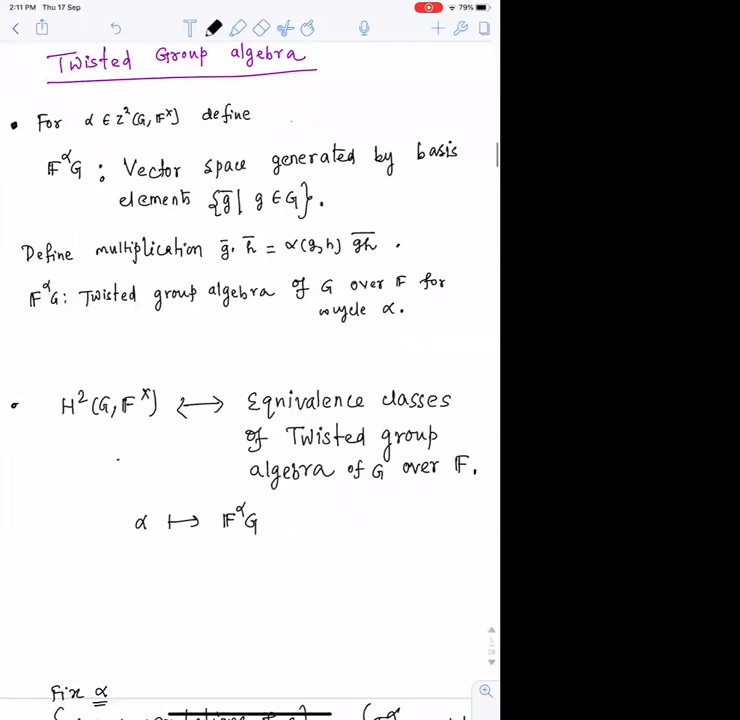 2:11 PM Thu 17 Sep
79%
Twisted Group algebra
• For α ∈ Z²(G, F^×) define
F^αG : Vector space generated by basis
elements {ḡ | g ∈ G}.
Define multiplication ḡ · h̄ = α(g,h) \overline{gh} .
F^αG : Twisted group algebra of G over F for
cocycle α.
• H²(G, F^×) ⟷ Equivalence classes
of Twisted group
algebra of G over F.
α ⟼ F^αG
Fix α